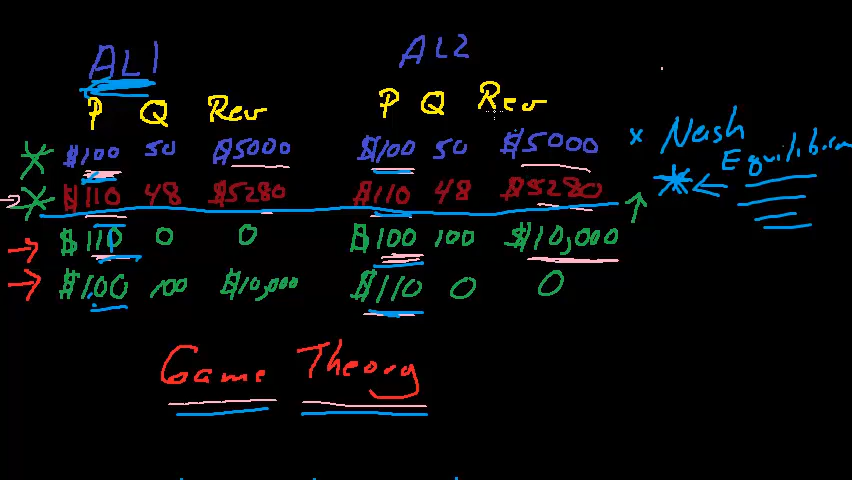 AL1 AL2
P Q Rev P Q Rev
$100 50 $5000 $100 50 $5000 x Nash
$110 48 $5280 $110 48 $5280 Equilibrium
$110 0 0 $100 100 $10,000
$100 100 $10,000 $110 0 0
Game Theory